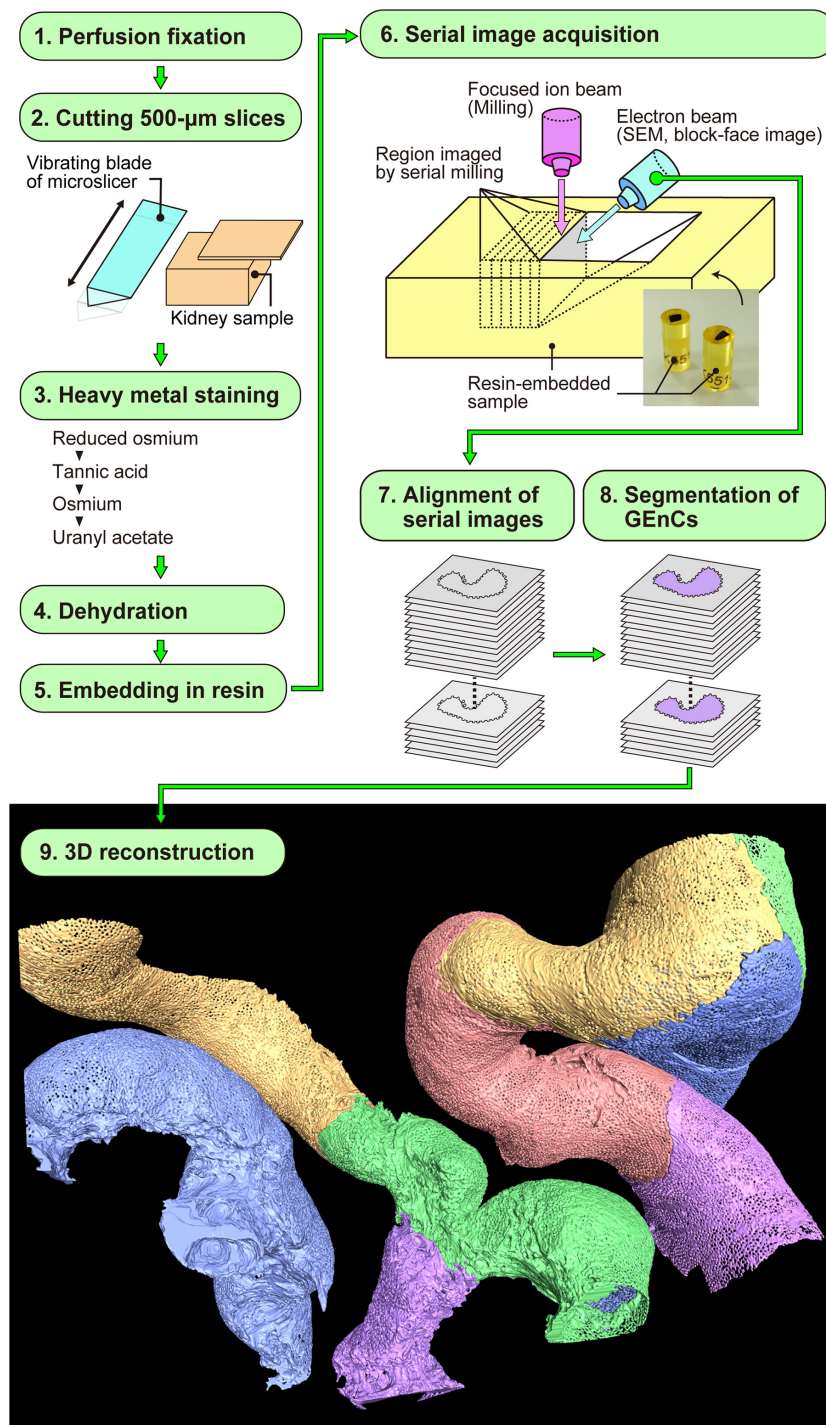 1. Perfusion fixation
2. Cutting 500-μm slices
Vibrating blade
of microslicer
Kidney sample
3. Heavy metal staining
Reduced osmium
Tannic acid
Osmium
Uranyl acetate
4. Dehydration
5. Embedding in resin
6. Serial image acquisition
Focused ion beam
(Milling)
Electron beam
(SEM, block-face image)
Region imaged
by serial milling
Resin-embedded
sample
7. Alignment of
serial images
8. Segmentation of
GEnCs
9. 3D reconstruction